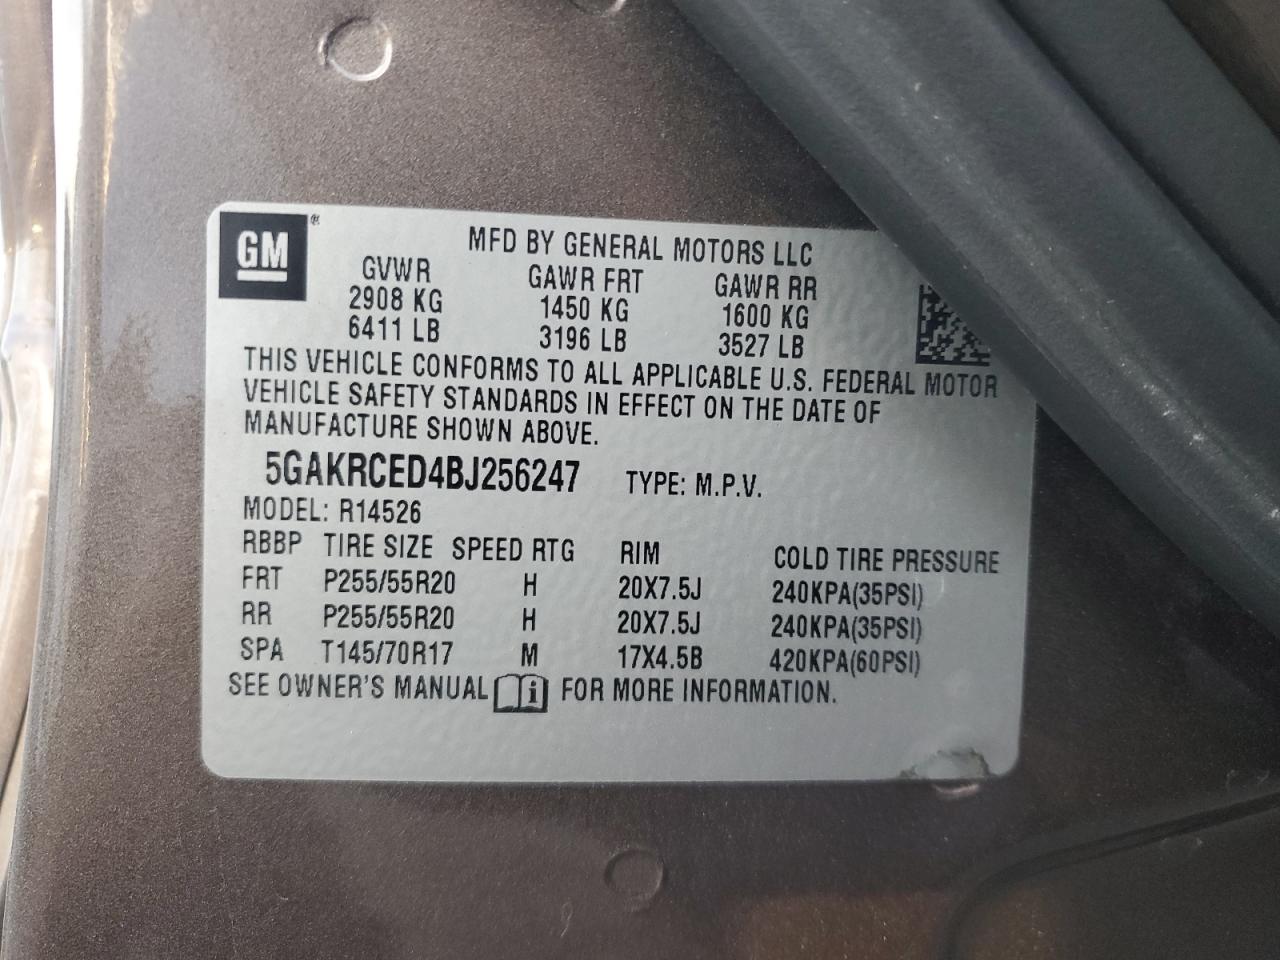 GM ®
MFD BY GENERAL MOTORS LLC
GVWR GAWR FRT GAWR RR
2908 KG 1450 KG 1600 KG
6411 LB 3196 LB 3527 LB
THIS VEHICLE CONFORMS TO ALL APPLICABLE U.S. FEDERAL MOTOR
VEHICLE SAFETY STANDARDS IN EFFECT ON THE DATE OF
MANUFACTURE SHOWN ABOVE.
5GAKRCED4BJ256247 TYPE: M.P.V.
MODEL: R14526
RBBP TIRE SIZE SPEED RTG RIM COLD TIRE PRESSURE
FRT P255/55R20 H 20X7.5J 240KPA(35PSI)
RR P255/55R20 H 20X7.5J 240KPA(35PSI)
SPA T145/70R17 M 17X4.5B 420KPA(60PSI)
SEE OWNER'S MANUAL i FOR MORE INFORMATION.